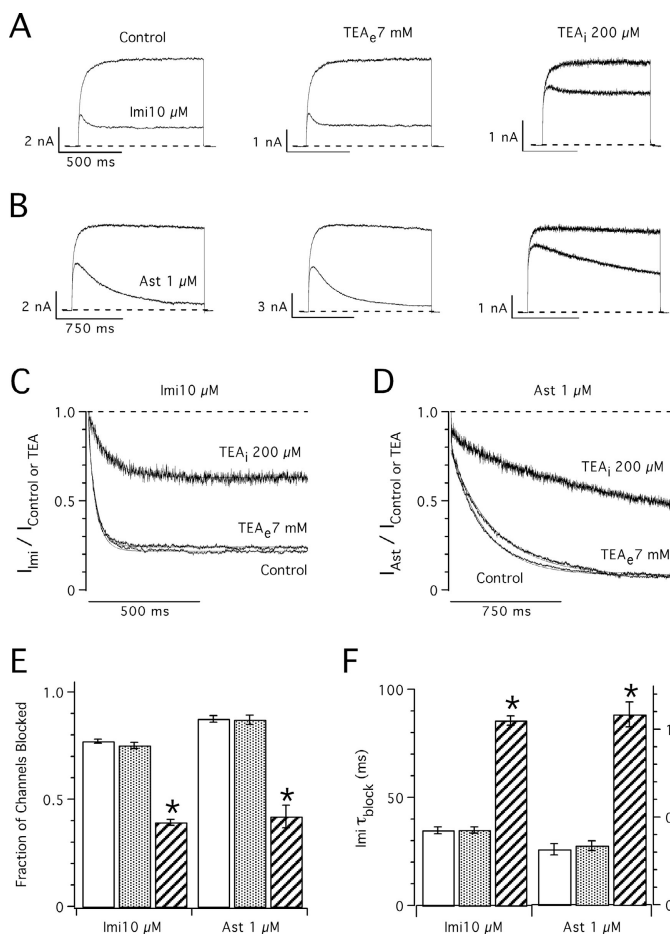 A
Control
TEAe7 mM
TEAi 200 µM
Imi10 µM
2 nA
500 ms
1 nA
1 nA
B
Ast 1 µM
2 nA
750 ms
3 nA
1 nA
C
Imi10 µM
D
Ast 1 µM
1.0
0.5
0
IImi / IControl or TEA
TEAi 200 µM
TEAe7 mM
Control
500 ms
1.0
0.5
0
IAst / IControl or TEA
TEAi 200 µM
TEAe7 mM
Control
750 ms
E
1.0
0.5
0
Fraction of Channels Blocked
*
*
Imi10 µM
Ast 1 µM
F
100
50
0
Imi τblock (ms)
*
*
Imi10 µM
Ast 1 µM
0